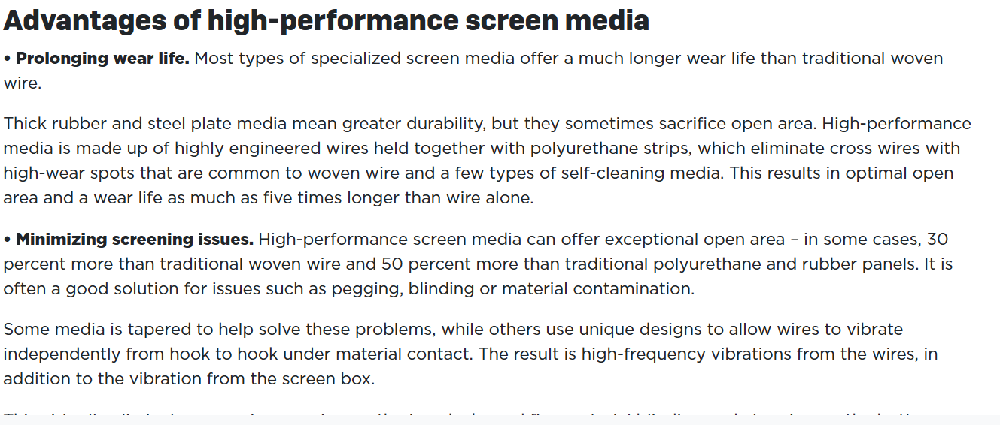 Advantages of high-performance screen media
• Prolonging wear life. Most types of specialized screen media offer a much longer wear life than traditional woven
wire.
Thick rubber and steel plate media mean greater durability, but they sometimes sacrifice open area. High-performance
media is made up of highly engineered wires held together with polyurethane strips, which eliminate cross wires with
high-wear spots that are common to woven wire and a few types of self-cleaning media. This results in optimal open
area and a wear life as much as five times longer than wire alone.
• Minimizing screening issues. High-performance screen media can offer exceptional open area – in some cases, 30
percent more than traditional woven wire and 50 percent more than traditional polyurethane and rubber panels. It is
often a good solution for issues such as pegging, blinding or material contamination.
Some media is tapered to help solve these problems, while others use unique designs to allow wires to vibrate
independently from hook to hook under material contact. The result is high-frequency vibrations from the wires, in
addition to the vibration from the screen box.